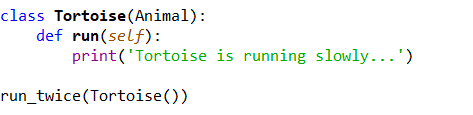 class Tortoise(Animal):
    def run(self):
        print('Tortoise is running slowly...')

run_twice(Tortoise())